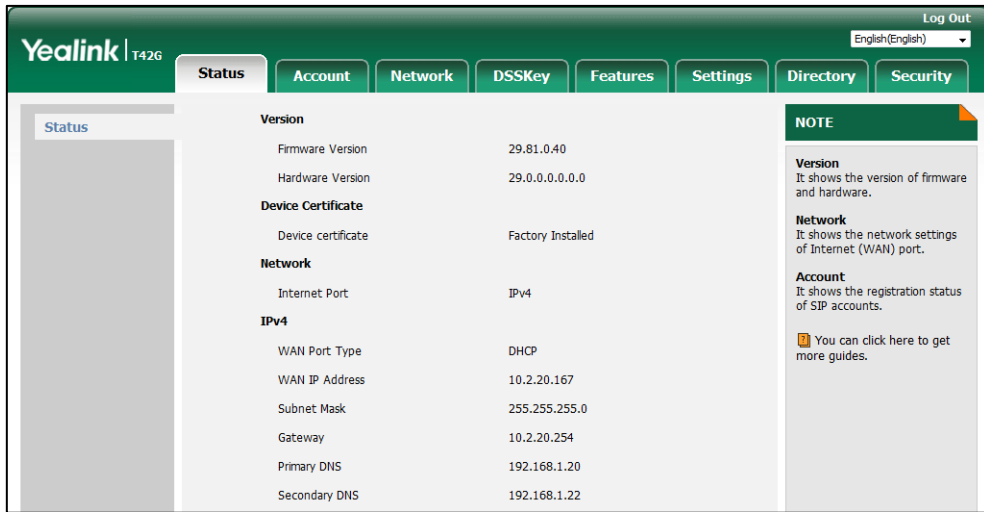 Log Out
Yealink T42G
English(English)
Status Account Network DSSKey Features Settings Directory Security
Status
Version
Firmware Version 29.81.0.40
Hardware Version 29.0.0.0.0.0.0
Device Certificate
Device certificate Factory Installed
Network
Internet Port IPv4
IPv4
WAN Port Type DHCP
WAN IP Address 10.2.20.167
Subnet Mask 255.255.255.0
Gateway 10.2.20.254
Primary DNS 192.168.1.20
Secondary DNS 192.168.1.22
NOTE
Version
It shows the version of firmware
and hardware.
Network
It shows the network settings
of Internet (WAN) port.
Account
It shows the registration status
of SIP accounts.
You can click here to get
more guides.